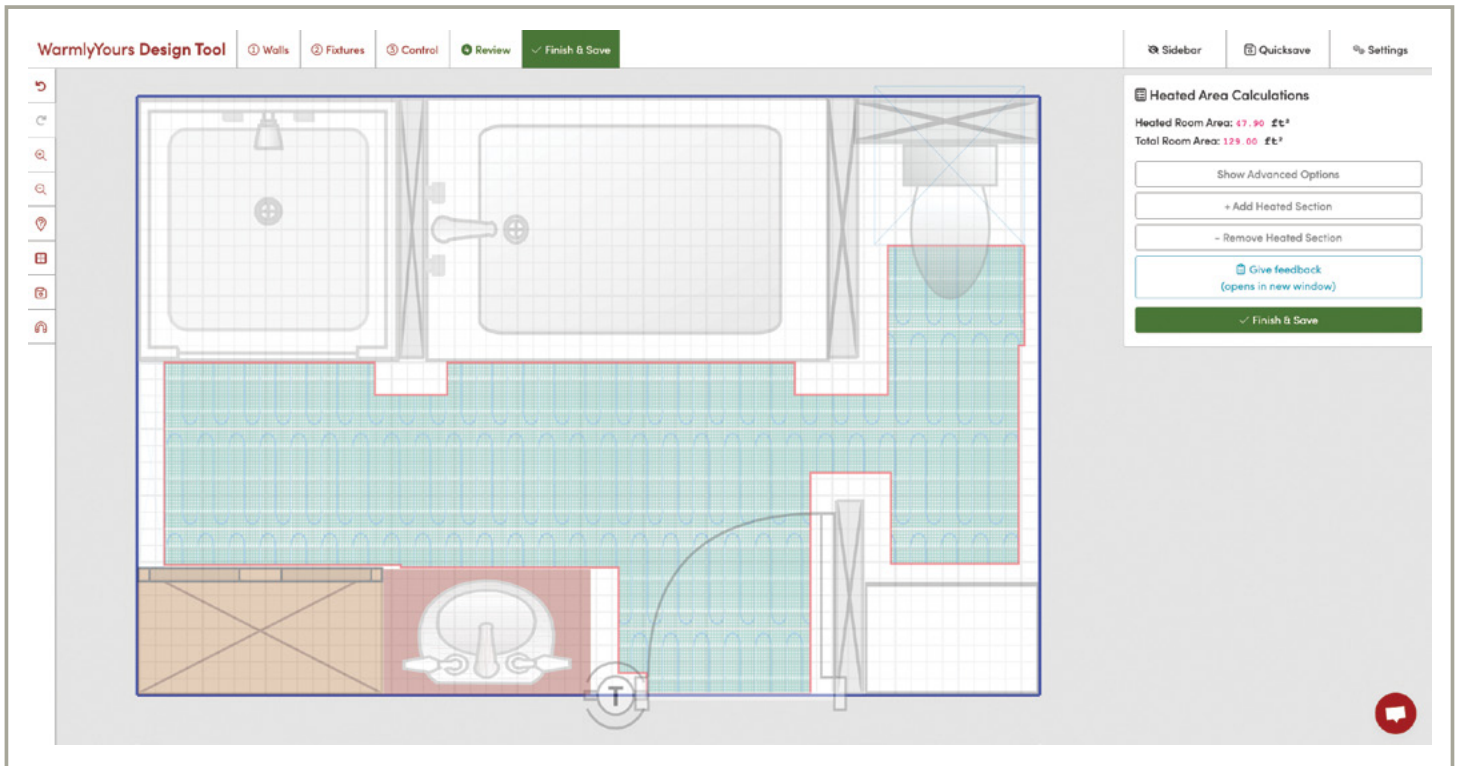 WarmlyYours Design Tool
① Walls
② Fixtures
③ Control
④ Review
✓ Finish & Save
Sidebar
Quicksave
Settings
Heated Area Calculations
Heated Room Area: 47.90 ft²
Total Room Area: 129.00 ft²
Show Advanced Options
+ Add Heated Section
- Remove Heated Section
Give feedback
(opens in new window)
✓ Finish & Save
T